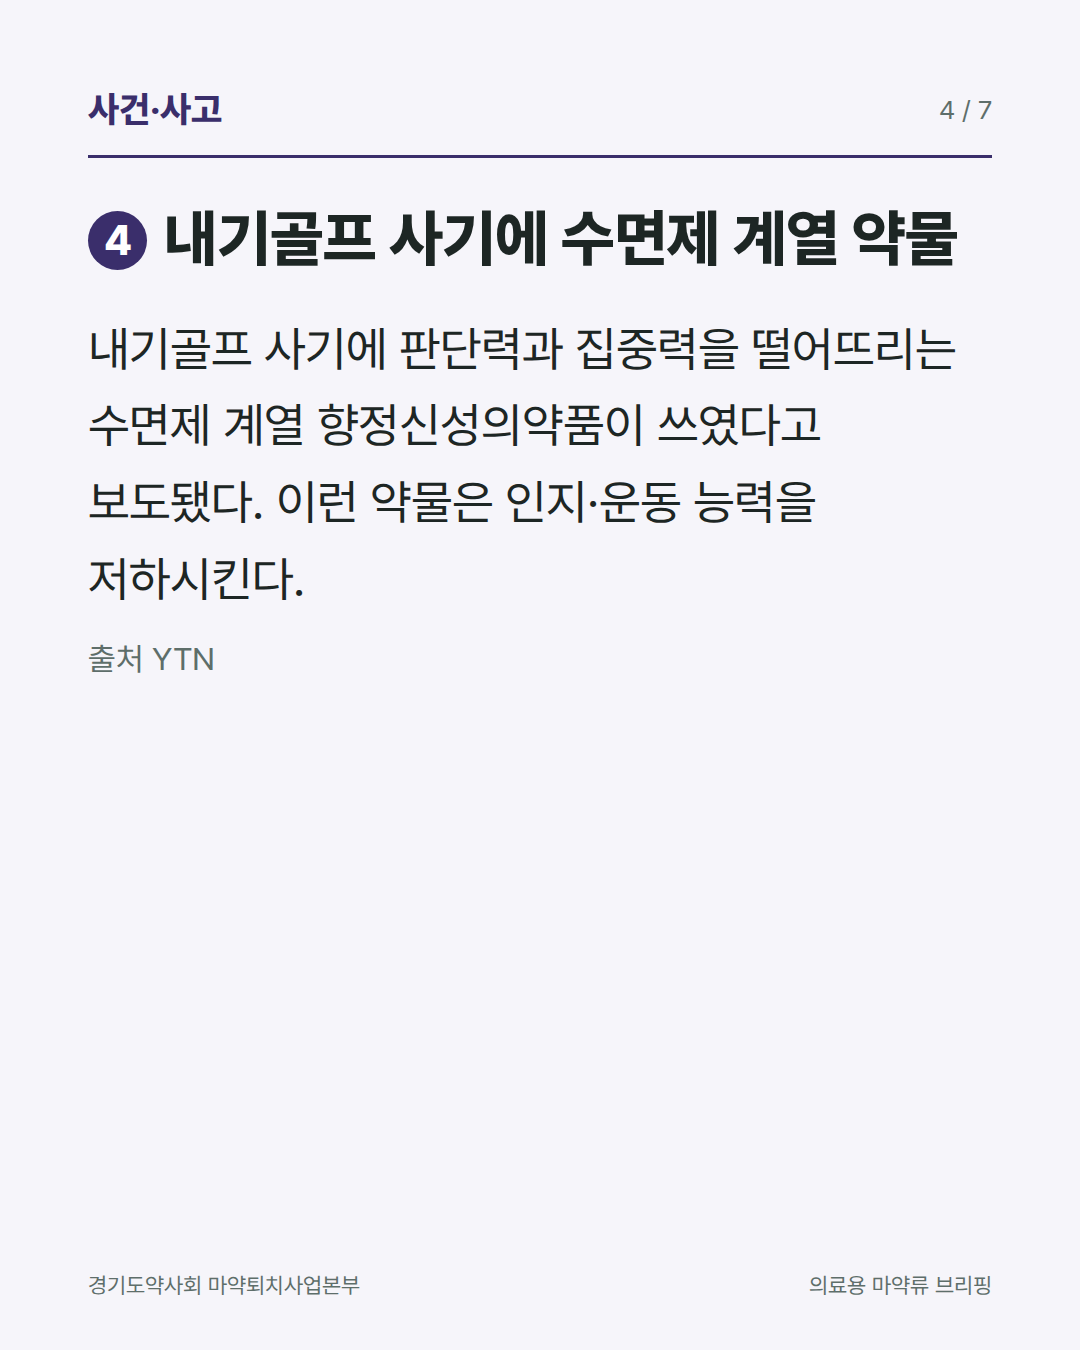 사건·사고
4 / 7
4 내기골프 사기에 수면제 계열 약물
내기골프 사기에 판단력과 집중력을 떨어뜨리는
수면제 계열 향정신성의약품이 쓰였다고
보도됐다. 이런 약물은 인지·운동 능력을
저하시킨다.
출처 YTN
경기도약사회 마약퇴치사업본부
의료용 마약류 브리핑